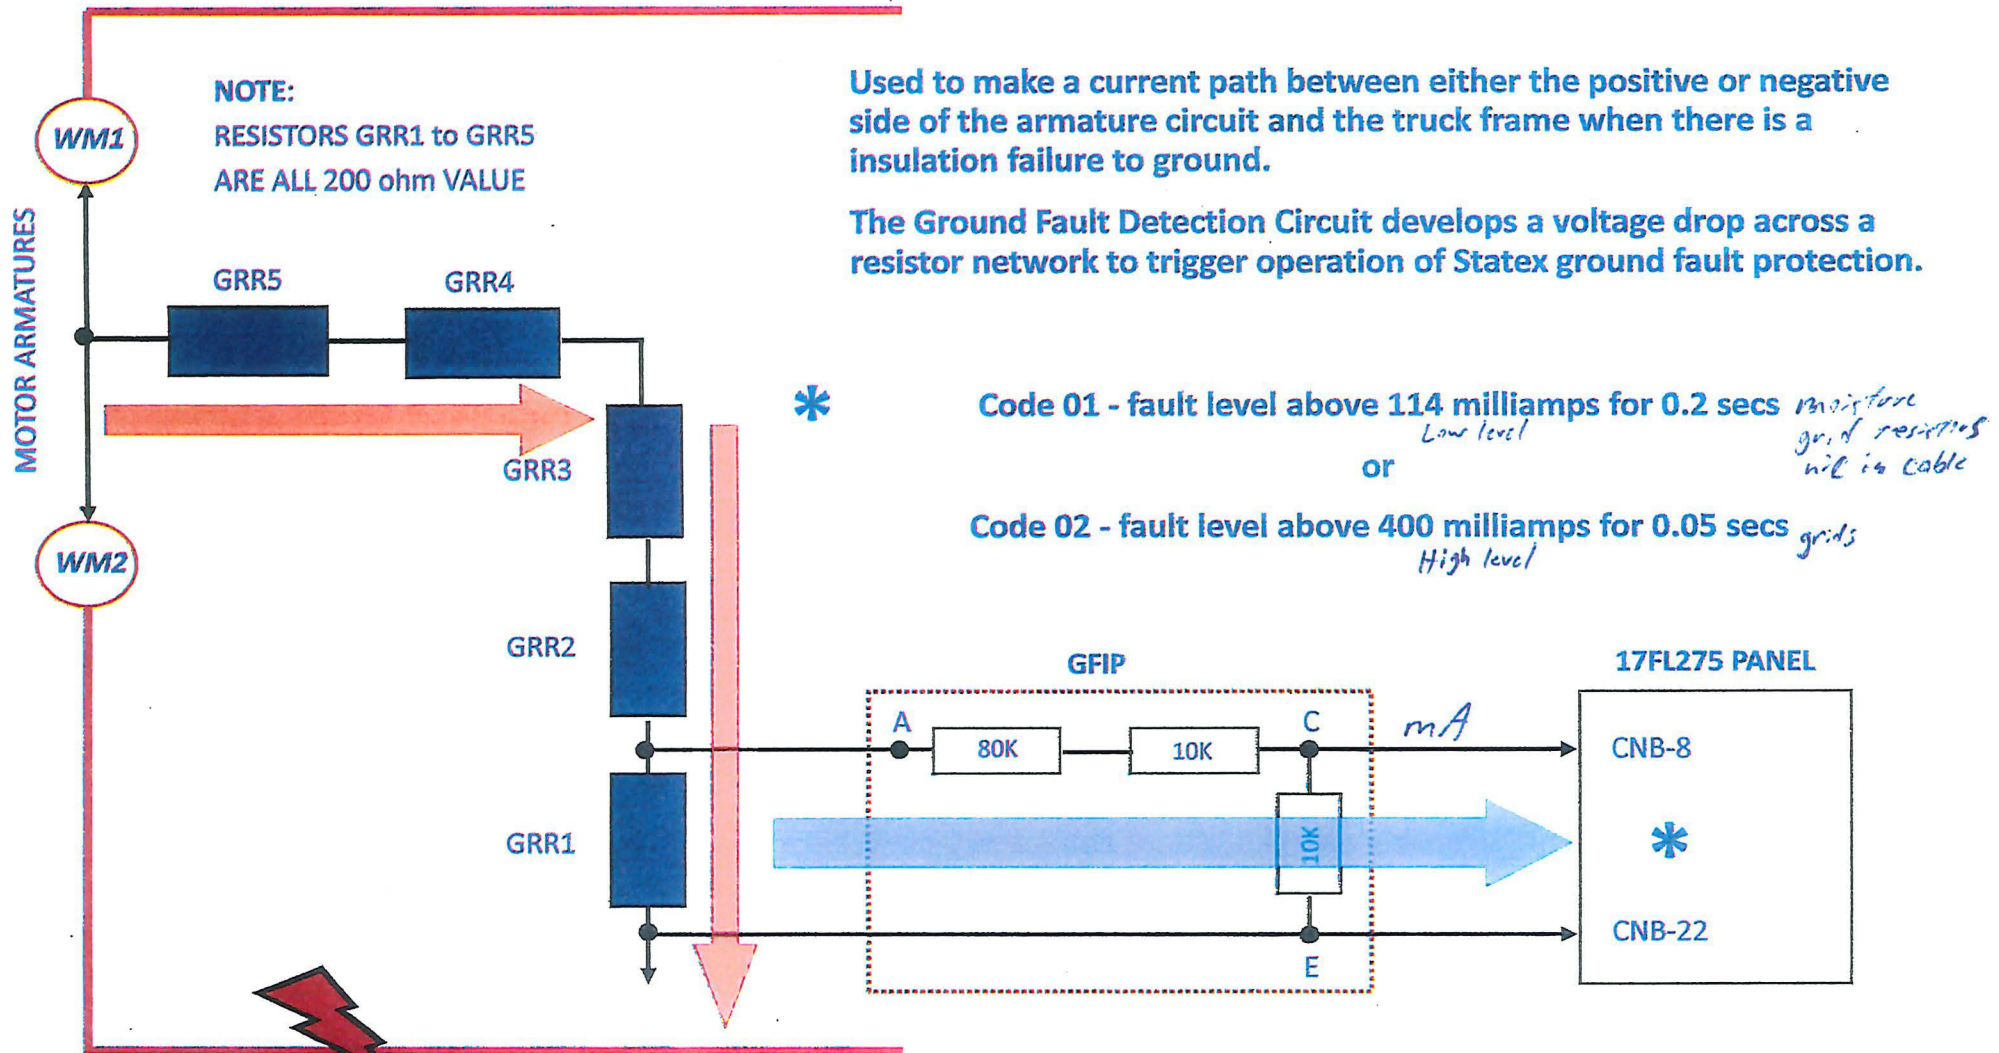 NOTE:
RESISTORS GRR1 to GRR5
ARE ALL 200 ohm VALUE
Used to make a current path between either the positive or negative
side of the armature circuit and the truck frame when there is a
insulation failure to ground.
The Ground Fault Detection Circuit develops a voltage drop across a
resistor network to trigger operation of Statex ground fault protection.
WM1
MOTOR ARMATURES
WM2
GRR5
GRR4
GRR3
GRR2
GRR1
* Code 01 - fault level above 114 milliamps for 0.2 secs
Low level
moisture
grid resistors
in cable
or
Code 02 - fault level above 400 milliamps for 0.05 secs grids
High level
GFIP
A
80K
10K
C
mA
10K
E
17FL275 PANEL
CNB-8
*
CNB-22